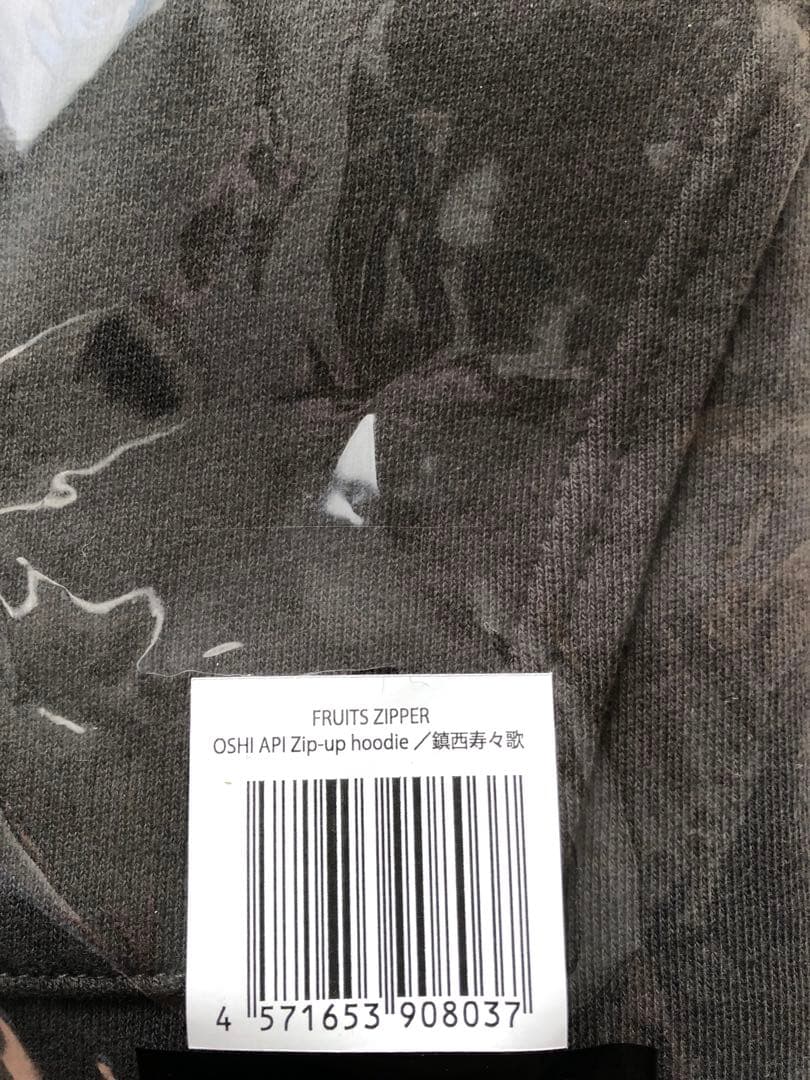 FRUITS ZIPPER
OSHI API Zip-up hoodie／鎮西寿々歌
4 571653 908037